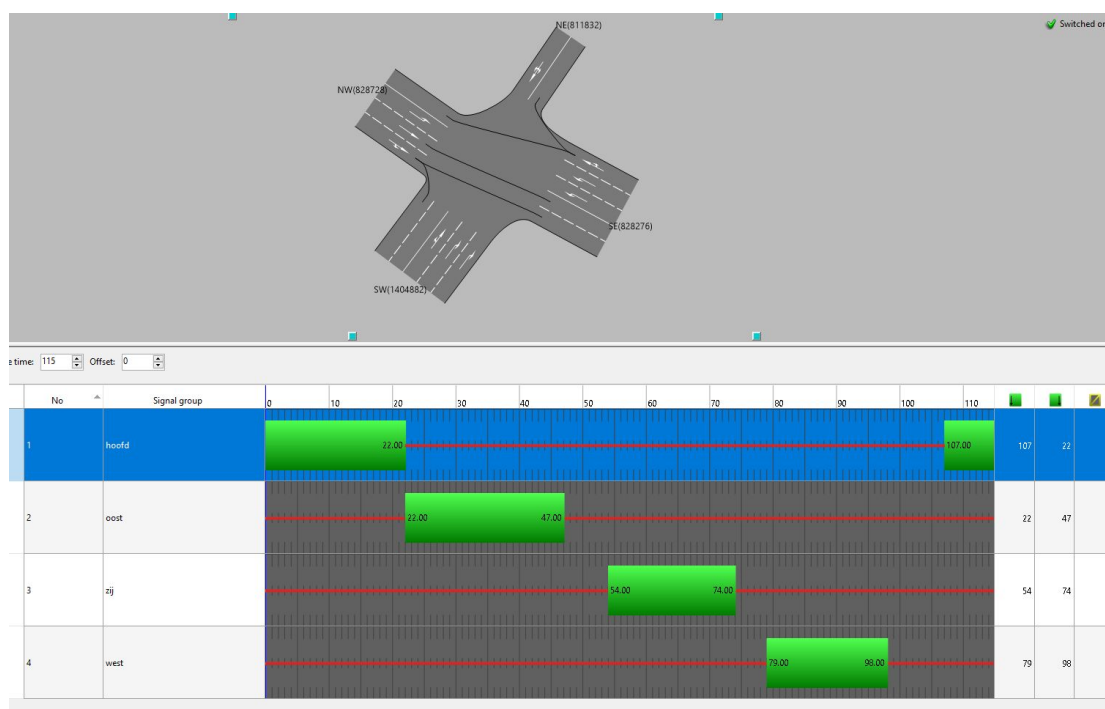 NE(811832)
Switched on
NW(828728)
SE(828276)
SW(1404882)
e time: 115 Offset: 0
No Signal group 0 10 20 30 40 50 60 70 80 90 100 110
1 hoofd 22.00 107.00 107 22
2 oost 22.00 47.00 22 47
3 zij 54.00 74.00 54 74
4 west 79.00 98.00 79 98